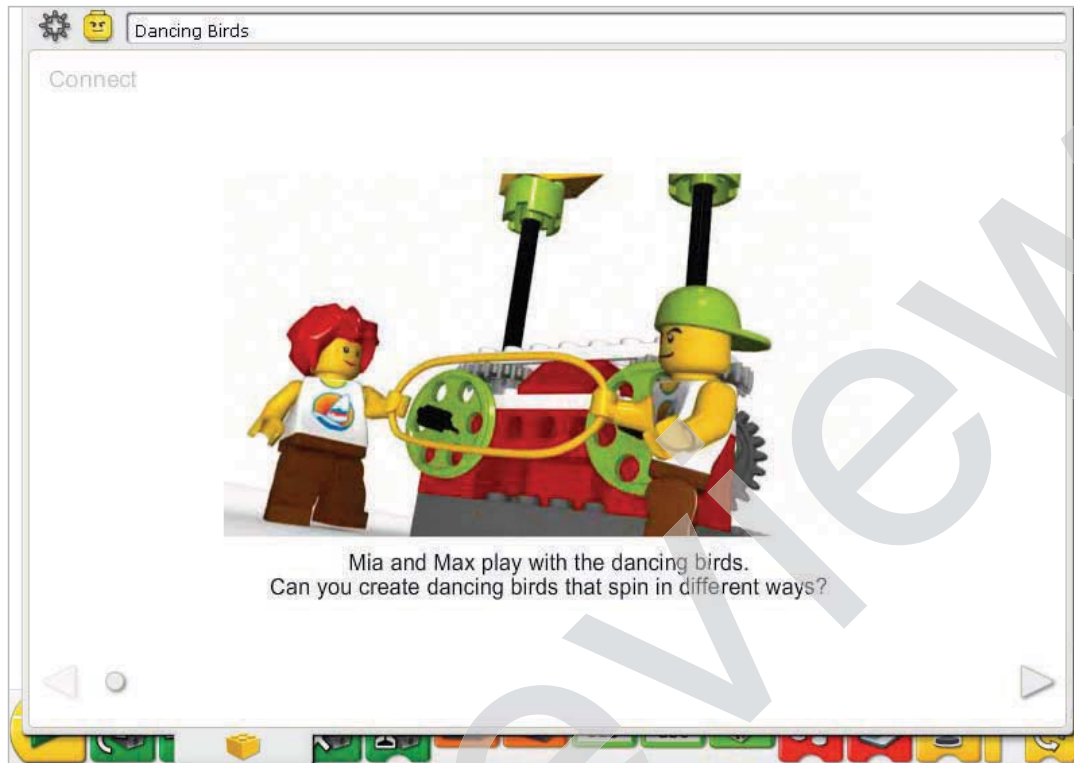 Dancing Birds
Connect
Mia and Max play with the dancing birds.
Can you create dancing birds that spin in different ways?